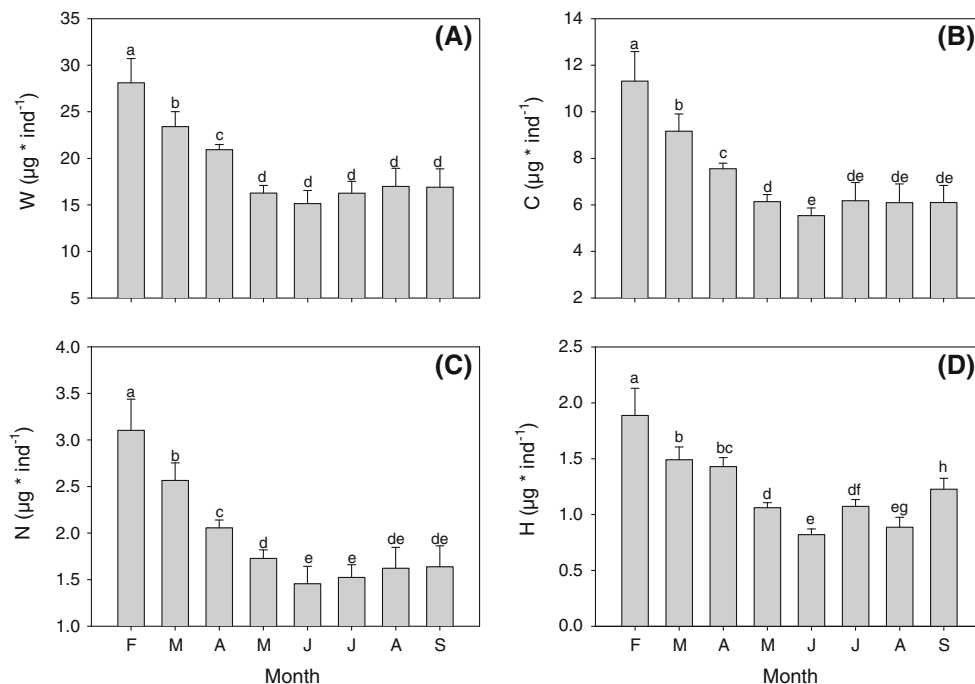 (A)
W (µg * ind⁻¹)
35
30
25
20
15
10
5
a
b
c
d
d
d
d
d
(B)
C (µg * ind⁻¹)
14
12
10
8
6
4
2
a
b
c
d
e
de
de
de
(C)
N (µg * ind⁻¹)
4.0
3.5
3.0
2.5
2.0
1.5
1.0
a
b
c
d
e
e
de
de
F M A M J J A S
Month
(D)
H (µg * ind⁻¹)
2.5
2.0
1.5
1.0
0.5
0.0
a
b
bc
d
e
df
eg
h
F M A M J J A S
Month